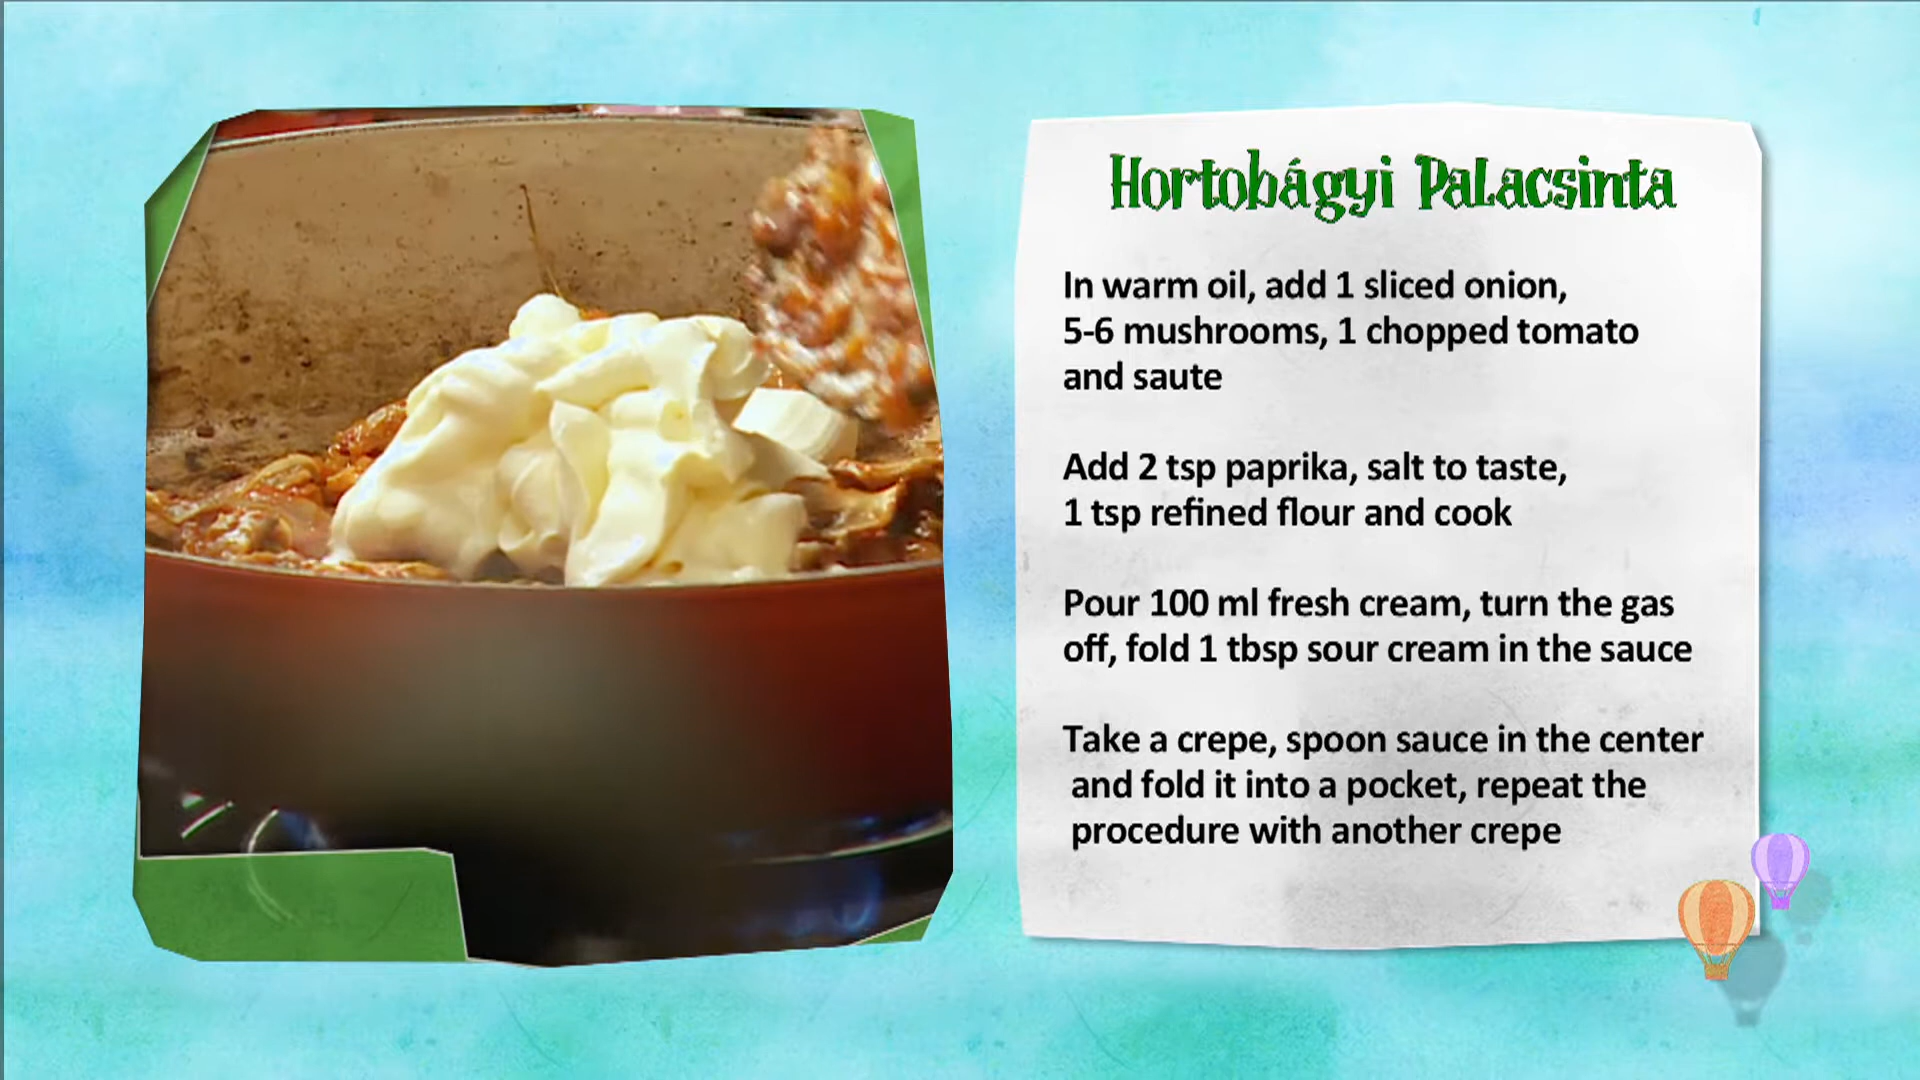 Hortobágyi Palacsinta
In warm oil, add 1 sliced onion,
5-6 mushrooms, 1 chopped tomato
and saute
Add 2 tsp paprika, salt to taste,
1 tsp refined flour and cook
Pour 100 ml fresh cream, turn the gas
off, fold 1 tbsp sour cream in the sauce
Take a crepe, spoon sauce in the center
and fold it into a pocket, repeat the
procedure with another crepe